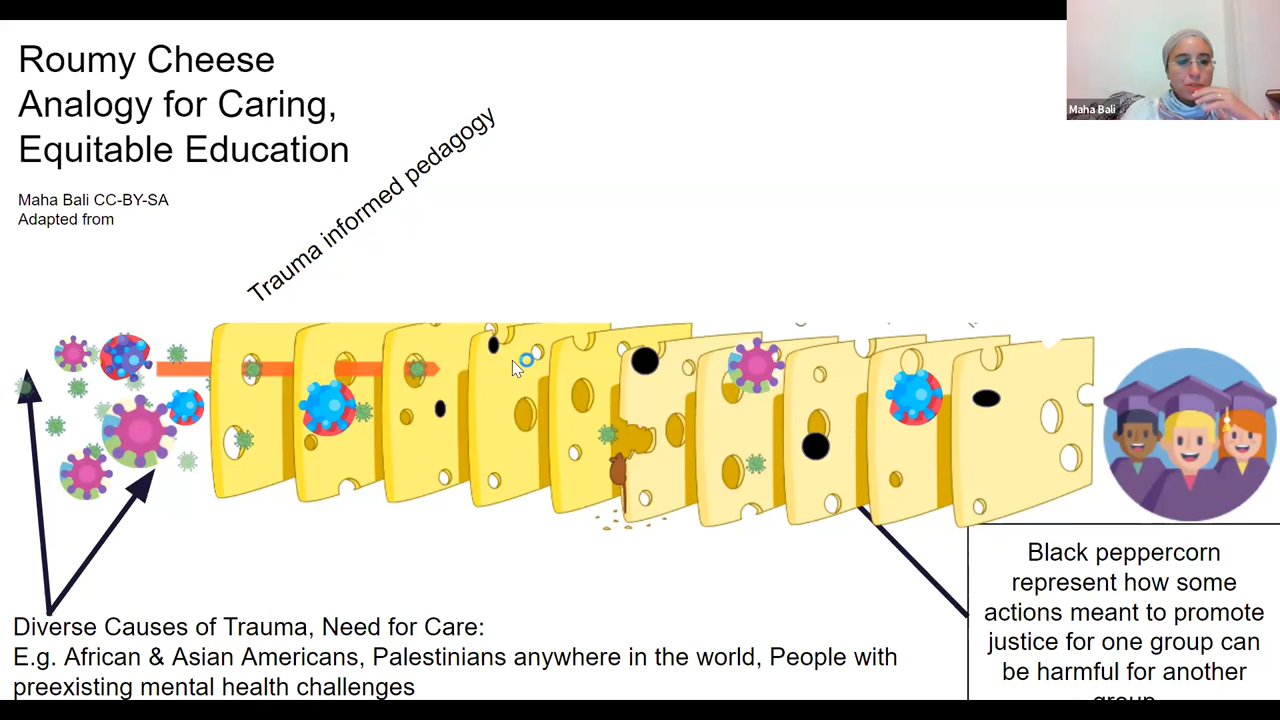 Roumy Cheese
Analogy for Caring,
Equitable Education
Maha Bali CC-BY-SA
Adapted from
Trauma informed pedagogy
Maha Bali
Diverse Causes of Trauma, Need for Care:
E.g. African & Asian Americans, Palestinians anywhere in the world, People with
preexisting mental health challenges
Black peppercorn
represent how some
actions meant to promote
justice for one group can
be harmful for another
group